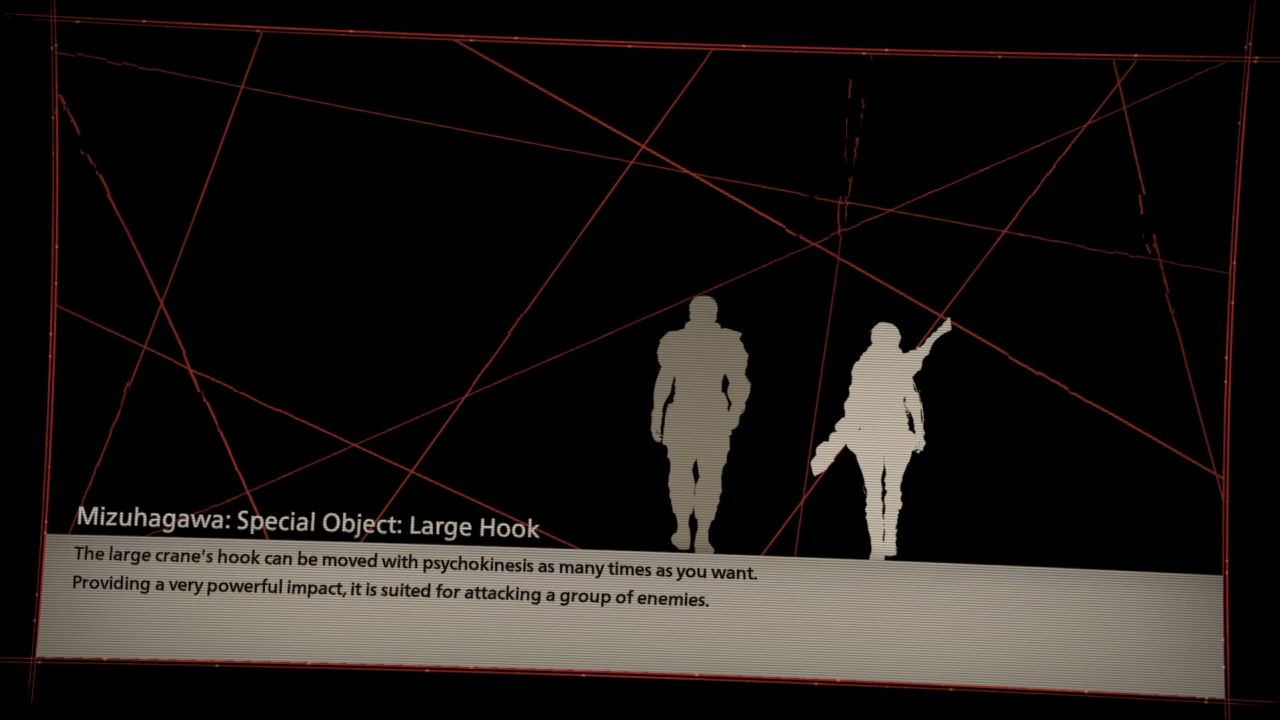 Mizuhagawa: Special Object: Large Hook
The large crane's hook can be moved with psychokinesis as many times as you want.
Providing a very powerful impact, it is suited for attacking a group of enemies.